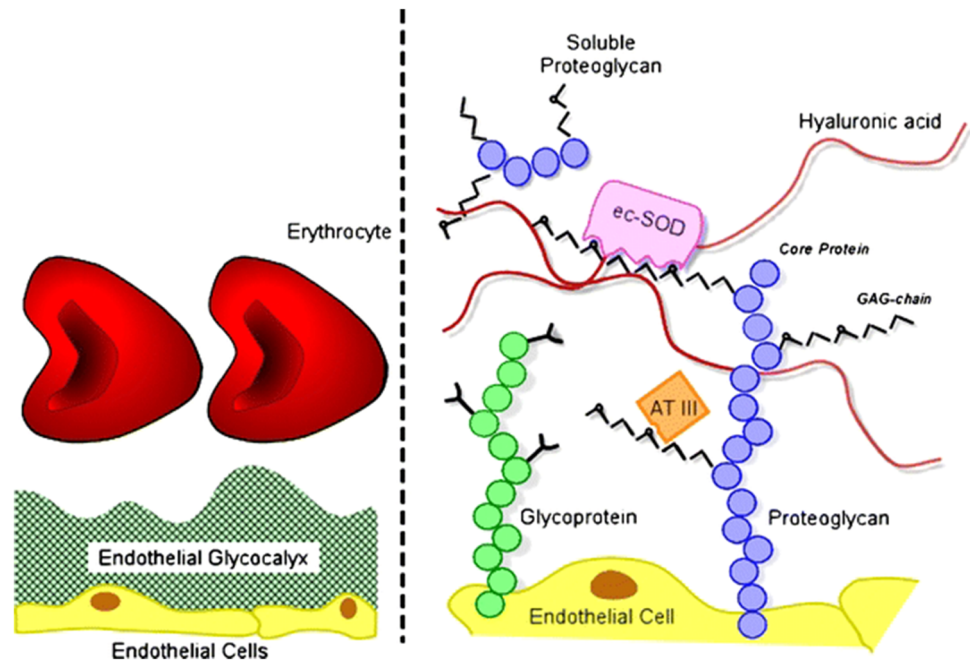 Erythrocyte
Endothelial Glycocalyx
Endothelial Cells
Soluble
Proteoglycan
Hyaluronic acid
ec-SOD
Core Protein
GAG-chain
AT III
Glycoprotein
Proteoglycan
Endothelial Cell